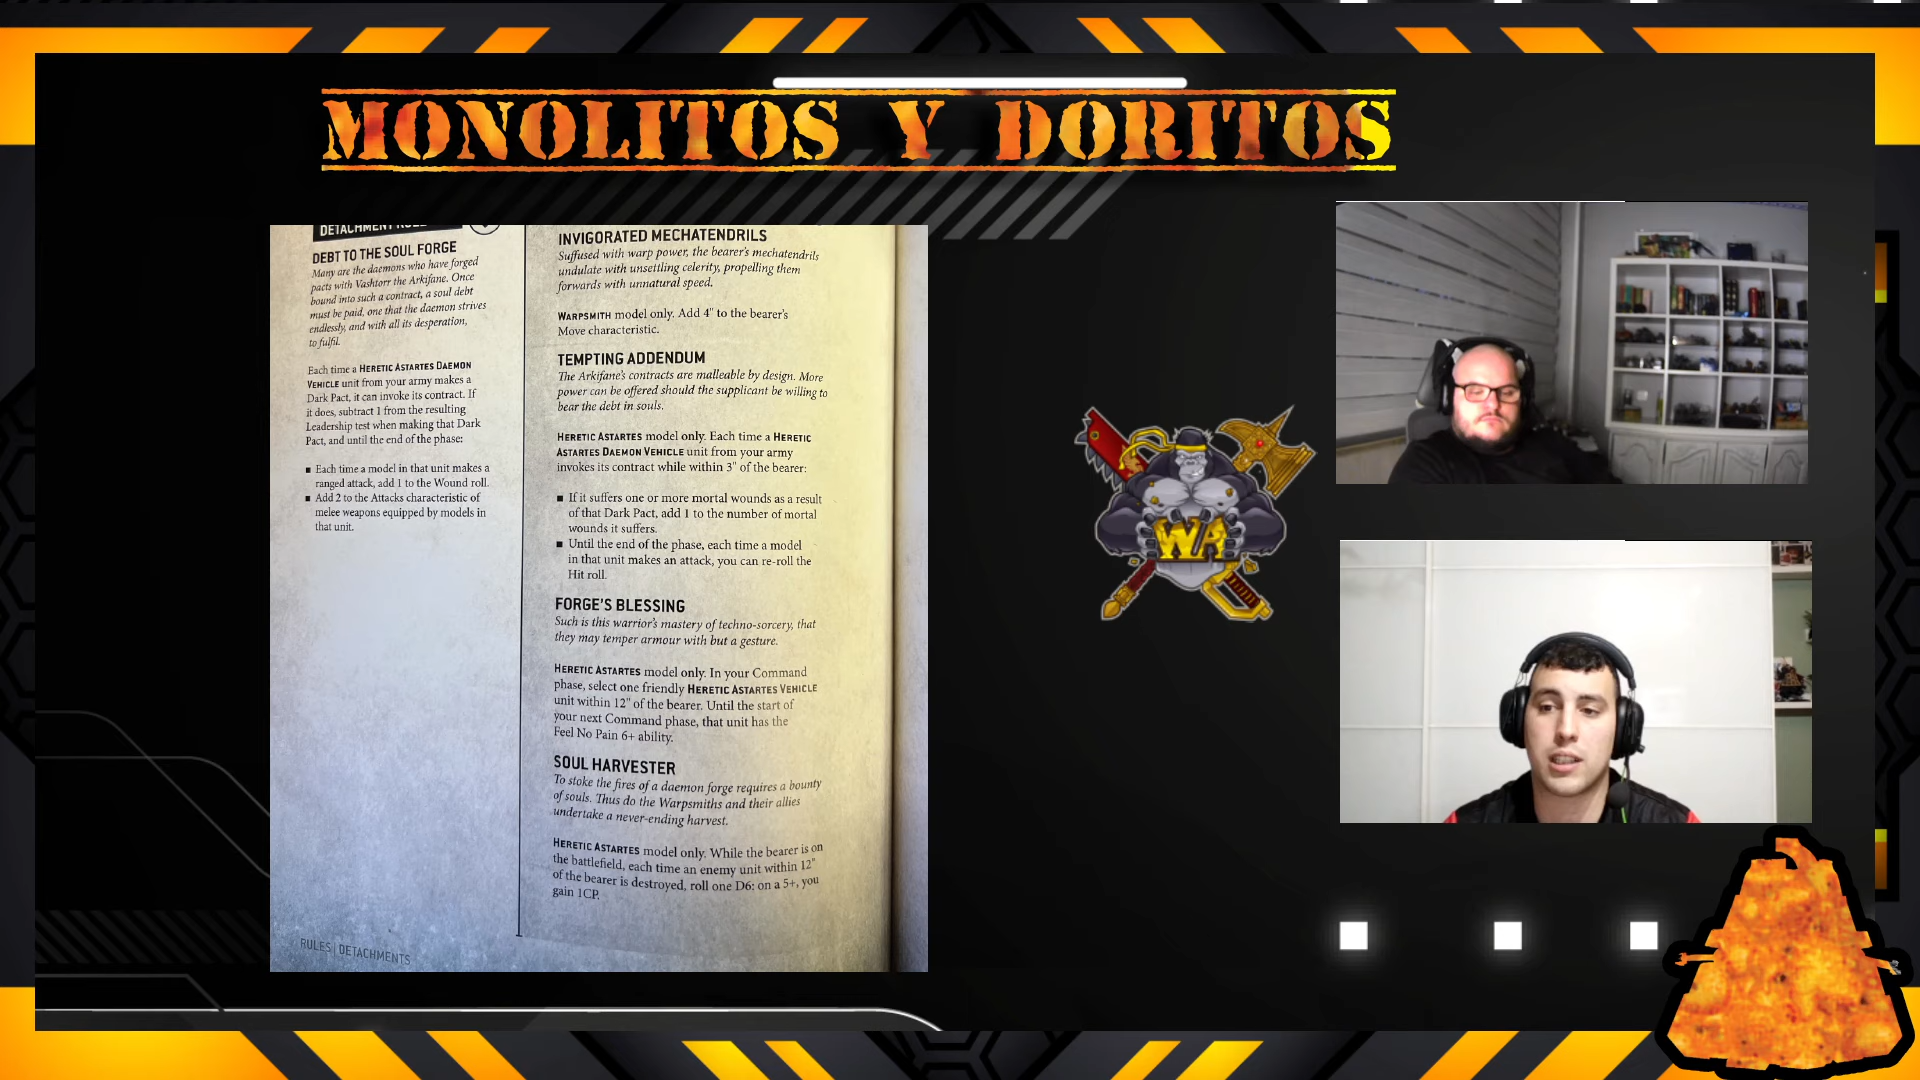 MONOLITOS Y DORITOS
DETACHMENT RULE
DEBT TO THE SOUL FORGE
Many are the daemons who have forged
pacts with Vashtorr the Arkifane. Once
bound into such a contract, a soul debt
must be paid, one that the daemon strives
endlessly, and with all its desperation,
to fulfil.
Each time a HERETIC ASTARTES DAEMON
VEHICLE unit from your army makes a
Dark Pact, it can invoke its contract. If
it does, subtract 1 from the resulting
Leadership test when making that Dark
Pact, and until the end of the phase:
■ Each time a model in that unit makes a
ranged attack, add 1 to the Wound roll.
■ Add 2 to the Attacks characteristic of
melee weapons equipped by models in
that unit.
RULES | DETACHMENTS
INVIGORATED MECHATENDRILS
Suffused with warp power, the bearer's mechatendrils
undulate with unsettling celerity, propelling them
forwards with unnatural speed.
WARPSMITH model only. Add 4" to the bearer's
Move characteristic.
TEMPTING ADDENDUM
The Arkifane's contracts are malleable by design. More
power can be offered should the supplicant be willing to
bear the debt in souls.
HERETIC ASTARTES model only. Each time a HERETIC
ASTARTES DAEMON VEHICLE unit from your army
invokes its contract while within 3" of the bearer:
■ If it suffers one or more mortal wounds as a result
of that Dark Pact, add 1 to the number of mortal
wounds it suffers.
■ Until the end of the phase, each time a model
in that unit makes an attack, you can re-roll the
Hit roll.
FORGE'S BLESSING
Such is this warrior's mastery of techno-sorcery, that
they may temper armour with but a gesture.
HERETIC ASTARTES model only. In your Command
phase, select one friendly HERETIC ASTARTES VEHICLE
unit within 12" of the bearer. Until the start of
your next Command phase, that unit has the
Feel No Pain 6+ ability.
SOUL HARVESTER
To stoke the fires of a daemon forge requires a bounty
of souls. Thus do the Warpsmiths and their allies
undertake a never-ending harvest.
HERETIC ASTARTES model only. While the bearer is on
the battlefield, each time an enemy unit within 12"
of the bearer is destroyed, roll one D6: on a 5+, you
gain 1CP.
WA